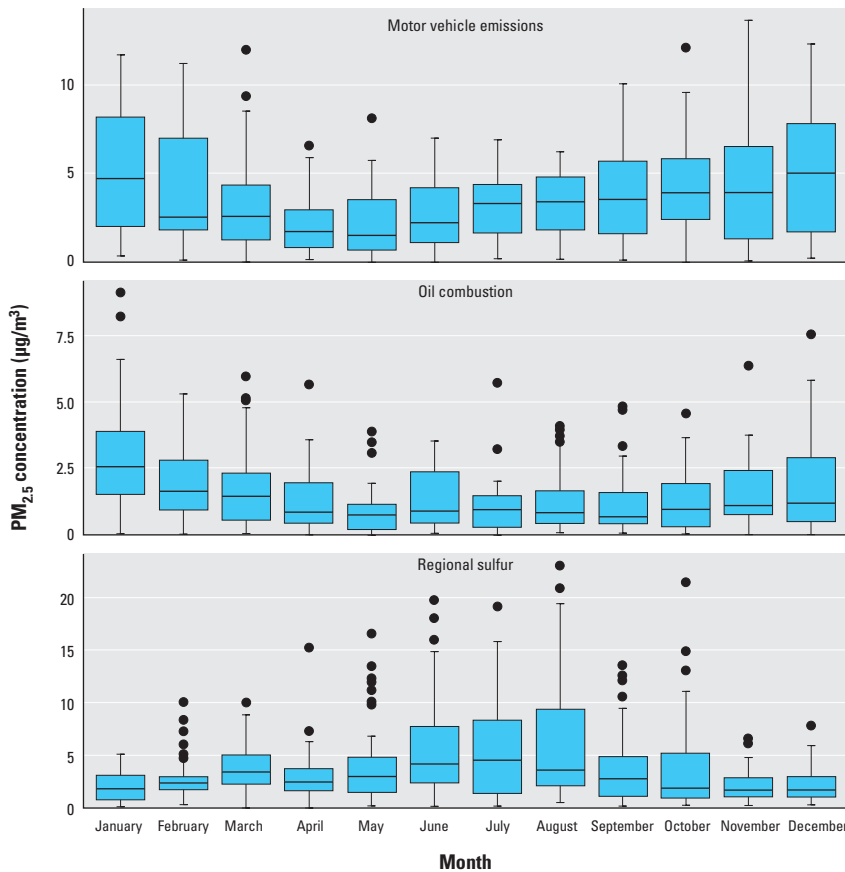 Motor vehicle emissions
10
5
0
Oil combustion
7.5
5.0
2.5
0
PM2.5 concentration (µg/m³)
Regional sulfur
20
15
10
5
0
January February March April May June July August September October November December
Month